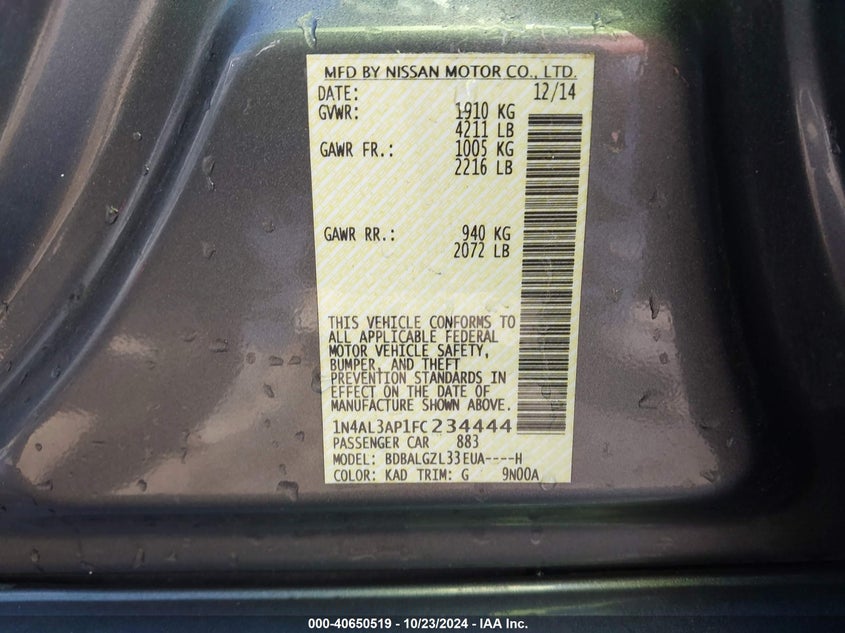 MFD BY NISSAN MOTOR CO., LTD.
DATE: 12/14
GVWR: 1910 KG
4211 LB
GAWR FR.: 1005 KG
2216 LB
GAWR RR.: 940 KG
2072 LB
THIS VEHICLE CONFORMS TO
ALL APPLICABLE FEDERAL
MOTOR VEHICLE SAFETY,
BUMPER, AND THEFT
PREVENTION STANDARDS IN
EFFECT ON THE DATE OF
MANUFACTURE SHOWN ABOVE.
1N4AL3AP1FC234444
PASSENGER CAR 883
MODEL: BDBALGZL33EUA----H
COLOR: KAD TRIM: G 9N00A
000-40650519 - 10/23/2024 - IAA Inc.